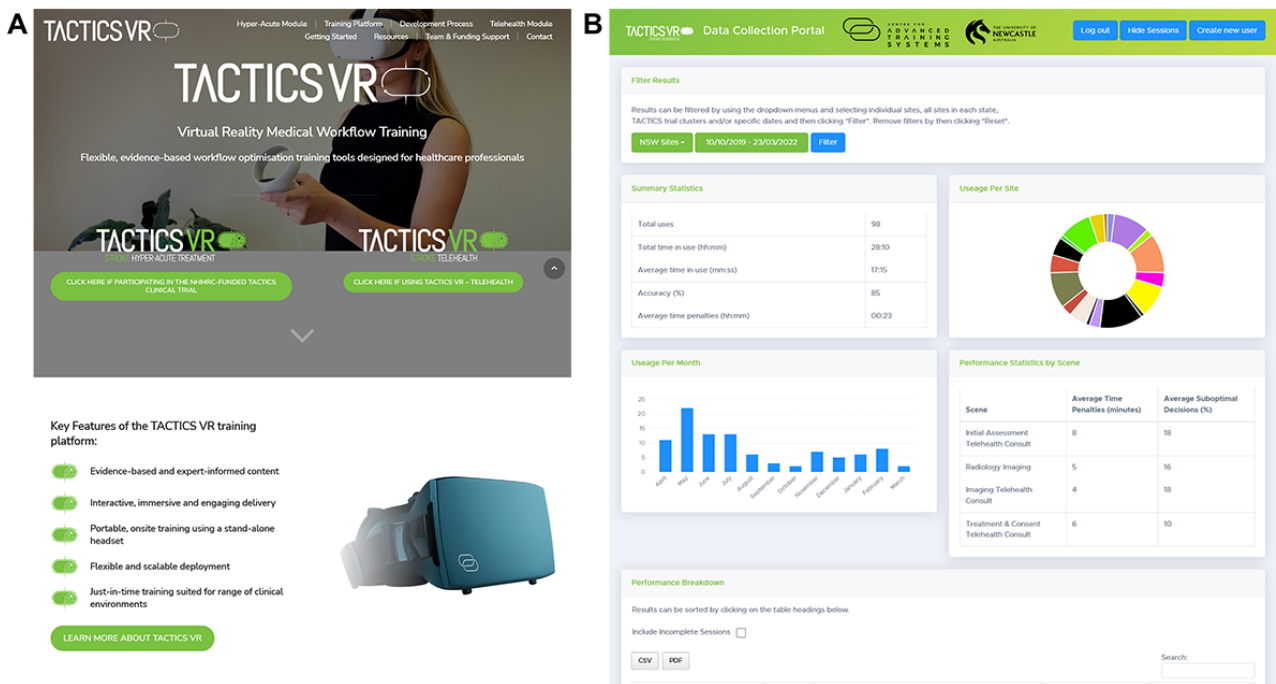 A
TACTICS VR
Hyper-Acute Module | Training Platform | Development Process Telehealth Module
Getting Started Resources | Team & Funding Support | Contact
TACTICS VR
Virtual Reality Medical Workflow Training
Flexible, evidence-based workflow optimisation training tools designed for healthcare professionals
TACTICS VR
STROKE HYPER-ACUTE TREATMENT
CLICK HERE IF PARTICIPATING IN THE NHMRC-FUNDED TACTICS
CLINICAL TRIAL
TACTICS VR
STROKE TELEHEALTH
CLICK HERE IF USING TACTICS VR – TELEHEALTH
Key Features of the TACTICS VR training
platform:
Evidence-based and expert-informed content
Interactive, immersive and engaging delivery
Portable, onsite training using a stand-alone
headset
Flexible and scalable deployment
Just-in-time training suited for range of clinical
environments
LEARN MORE ABOUT TACTICS VR
B
TACTICS VR
STROKE TELEHEALTH
Data Collection Portal
CENTRE FOR
ADVANCED
TRAINING
SYSTEMS
THE UNIVERSITY OF
NEWCASTLE
AUSTRALIA
Log out
Hide Sessions
Create new user
Filter Results
Results can be filtered by using the dropdown menus and selecting individual sites, all sites in each state,
TACTICS trial clusters and/or specific dates and then clicking "Filter". Remove filters by then clicking "Reset".
NSW Sites
10/10/2019 - 23/03/2022
Filter
Summary Statistics
Total uses 98
Total time in use (hh:mm) 28:10
Average time in use (mm:ss) 17:15
Accuracy (%) 85
Average time penalties (hh:mm) 00:23
Useage Per Site
Useage Per Month
25
20
15
10
5
0
April May June July August September October November December January February March
Performance Statistics by Scene
Scene Average Time Penalties (minutes) Average Suboptimal Decisions (%)
Initial Assessment
Telehealth Consult 8 18
Radiology Imaging 5 16
Imaging Telehealth
Consult 4 18
Treatment & Consent
Telehealth Consult 6 10
Performance Breakdown
Results can be sorted by clicking on the table headings below.
Include Incomplete Sessions
CSV PDF
Search: